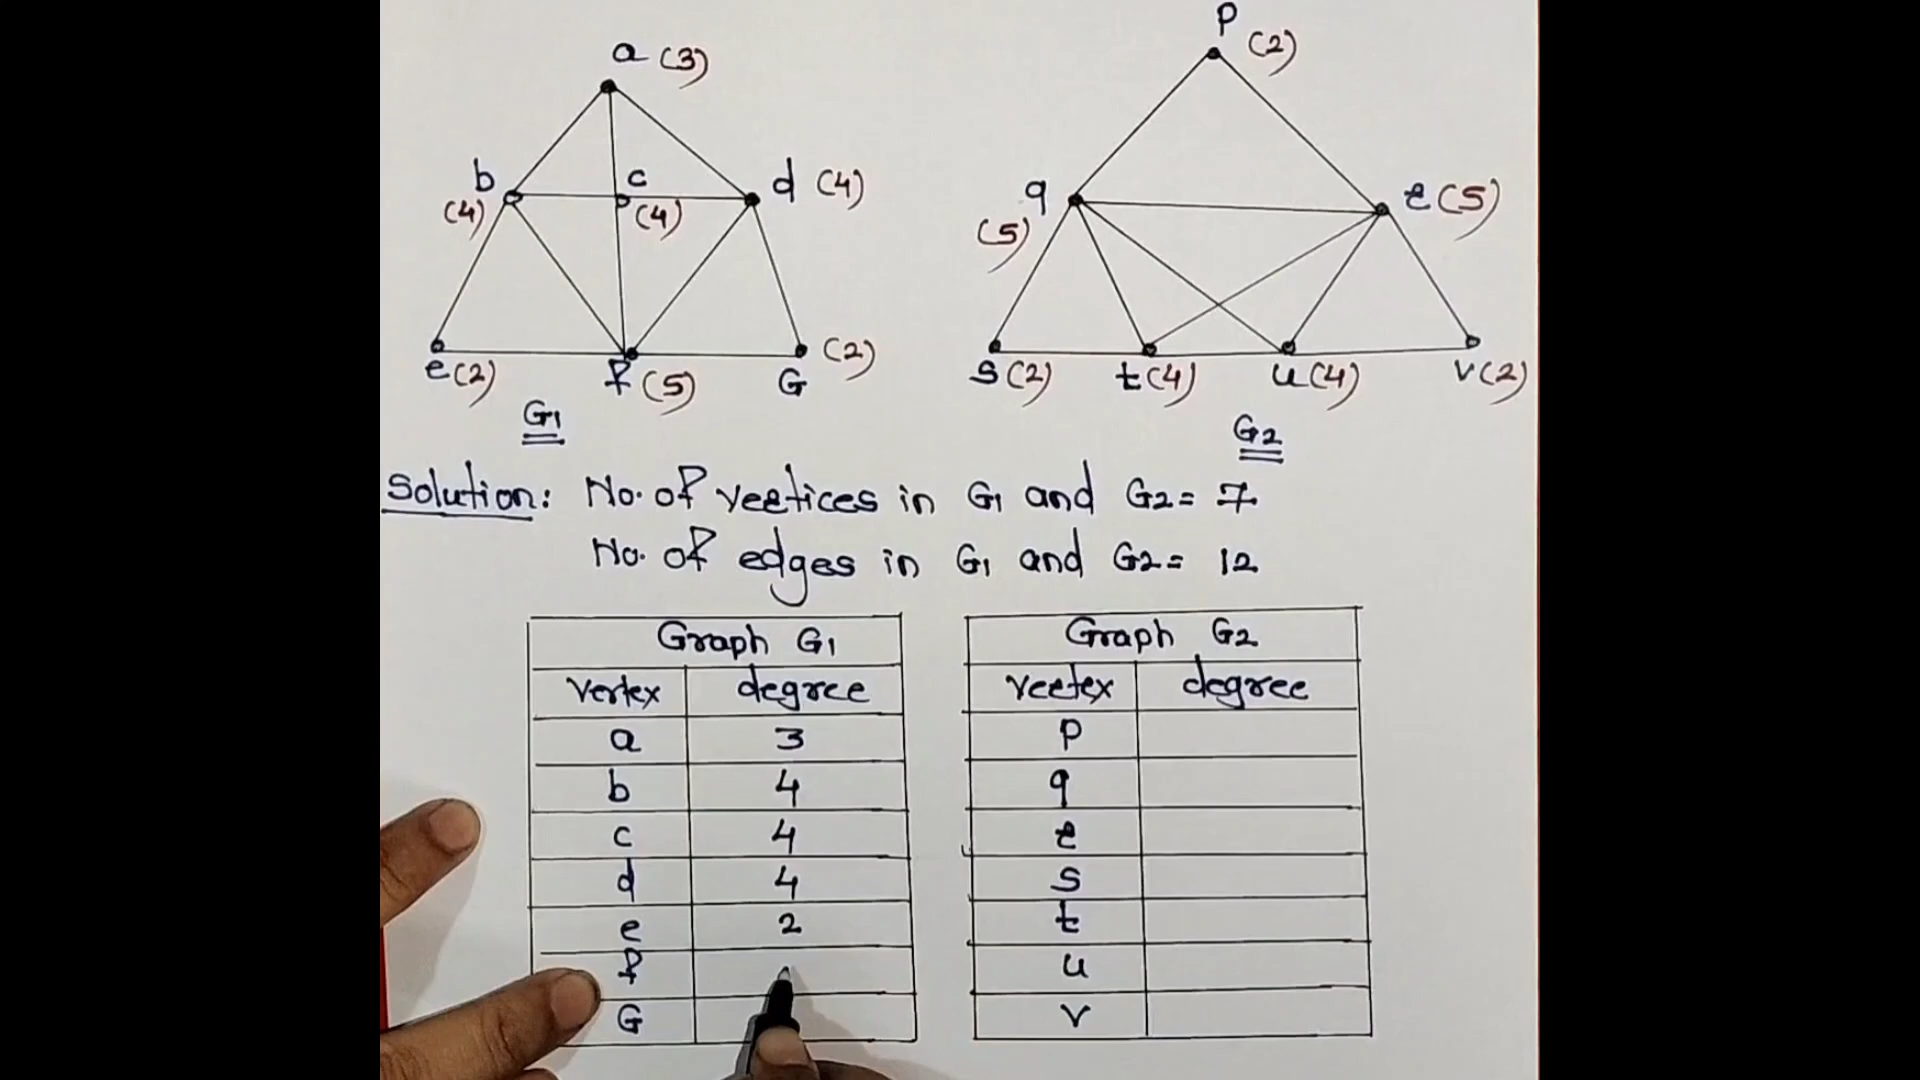 a (3)
b (4)
c (4)
d (4)
e (2)
f (5)
G (2)
G1
P (2)
q (5)
r (5)
s (2)
t (4)
u (4)
v (2)
G2
Solution: No. of vertices in G1 and G2 = 7
No. of edges in G1 and G2 = 12
Graph G1
Vertex degree
a 3
b 4
c 4
d 4
e 2
f
G
Graph G2
vertex degree
P
q
r
s
t
u
v